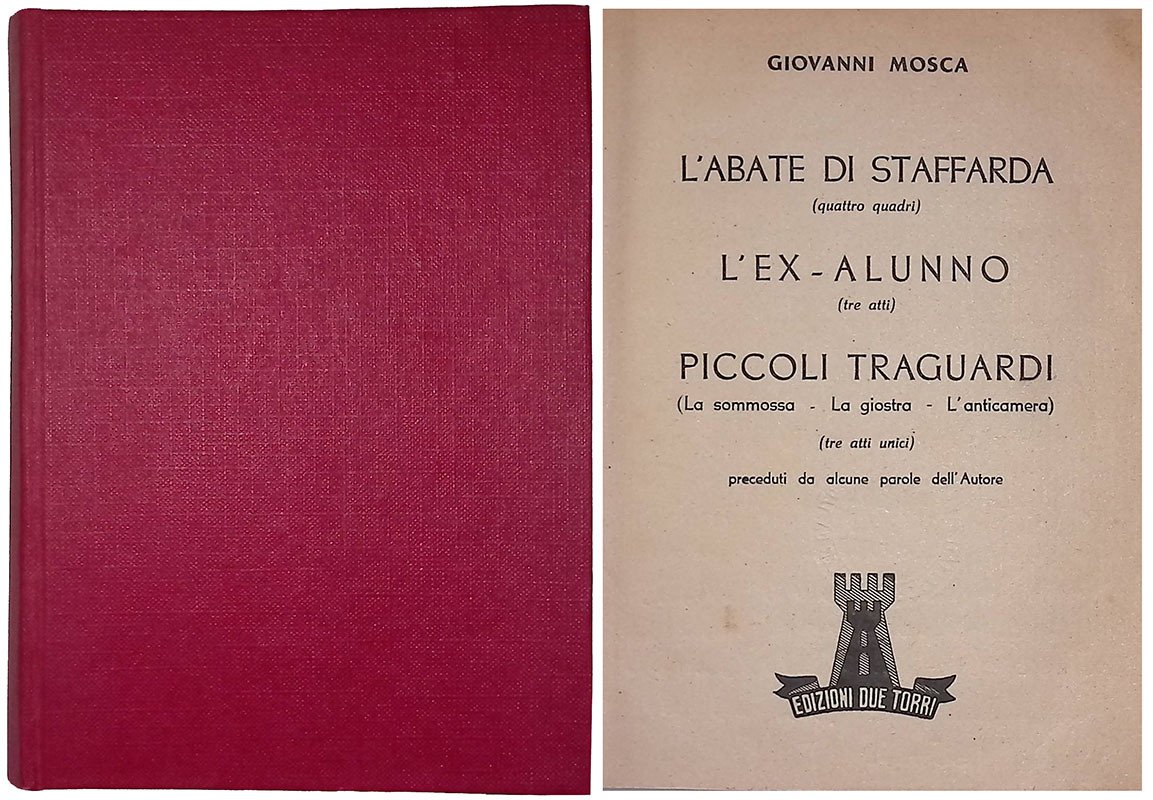 GIOVANNI MOSCA
L'ABATE DI STAFFARDA
(quattro quadri)
L'EX-ALUNNO
(tre atti)
PICCOLI TRAGUARDI
(La sommossa - La giostra - L'anticamera)
(tre atti unici)
preceduti da alcune parole dell'Autore
EDIZIONI DUE TORRI